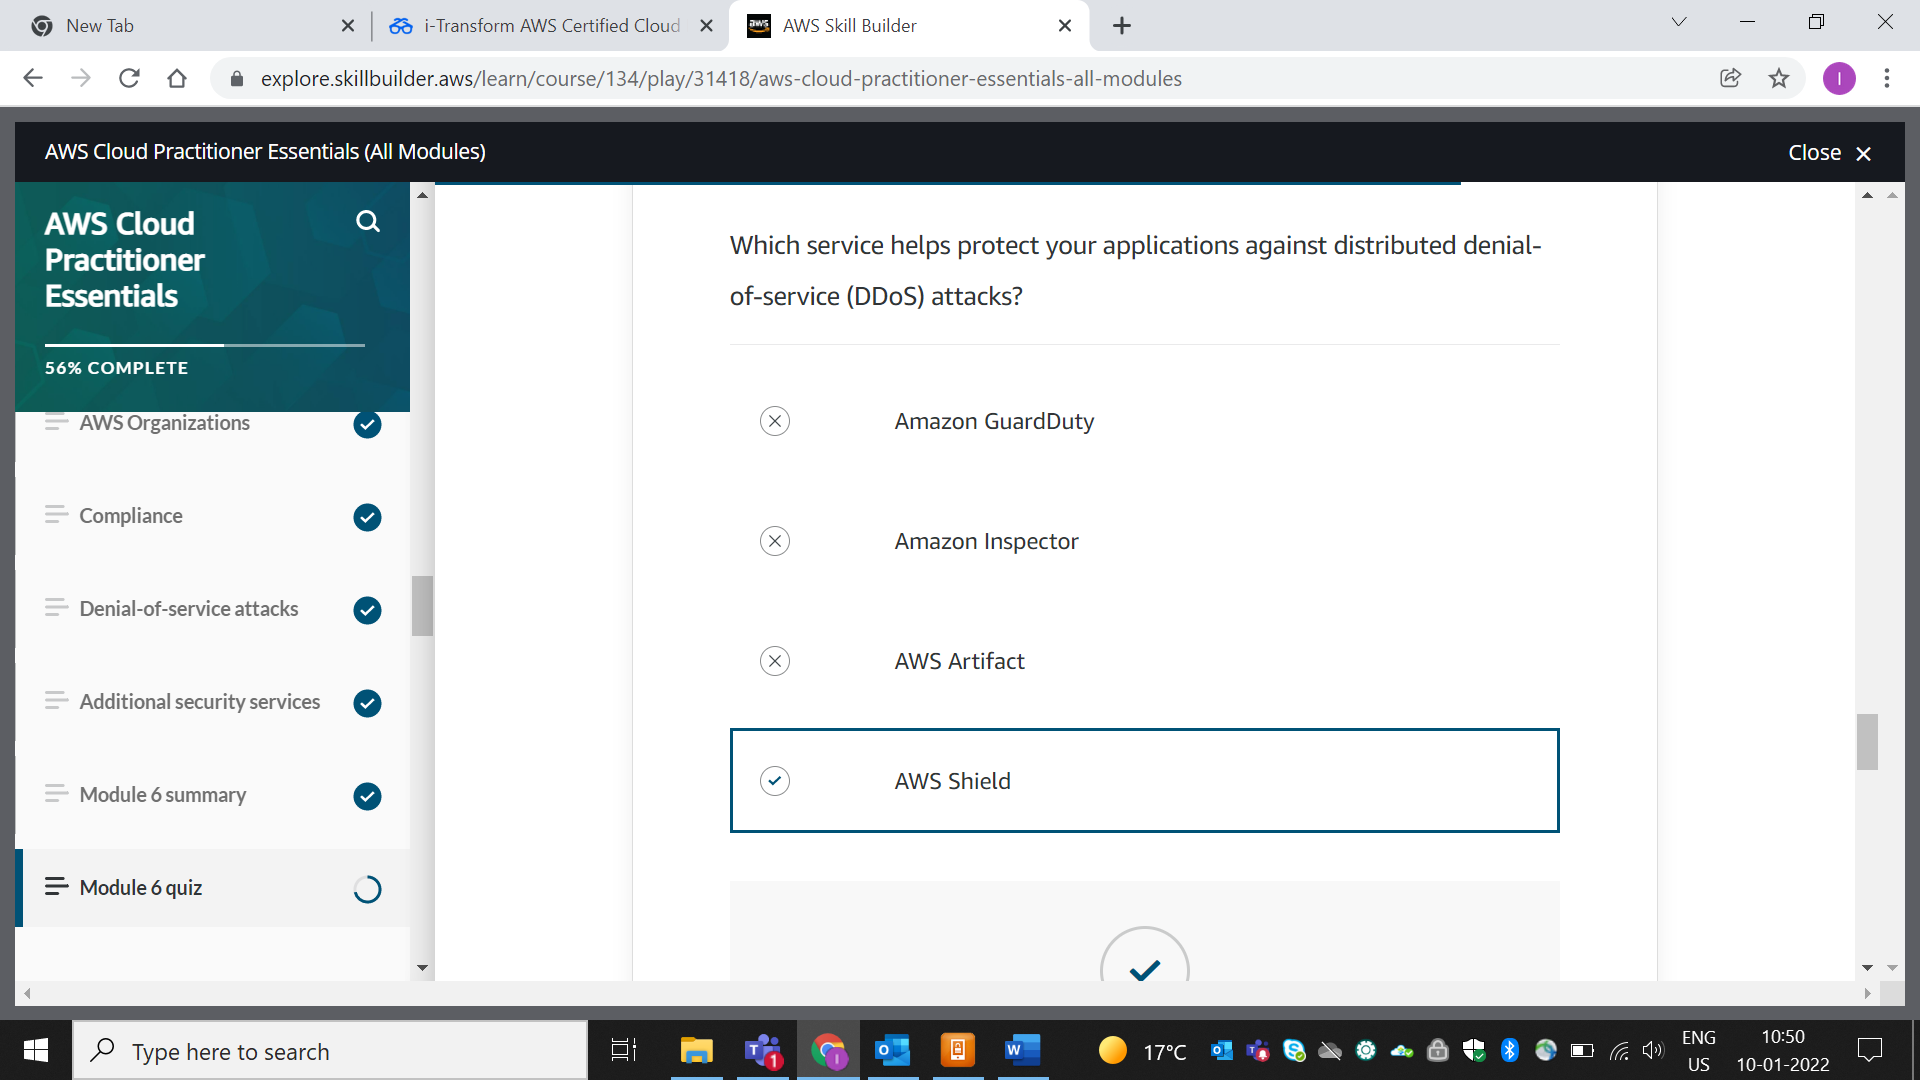 New Tab
i-Transform AWS Certified Cloud
AWS Skill Builder
explore.skillbuilder.aws/learn/course/134/play/31418/aws-cloud-practitioner-essentials-all-modules
I
AWS Cloud Practitioner Essentials (All Modules)
Close
AWS Cloud
Practitioner
Essentials
56% COMPLETE
AWS Organizations
Compliance
Denial-of-service attacks
Additional security services
Module 6 summary
Module 6 quiz
Which service helps protect your applications against distributed denial-
of-service (DDoS) attacks?
Amazon GuardDuty
Amazon Inspector
AWS Artifact
AWS Shield
Type here to search
1
17°C
ENG
US
10:50
10-01-2022